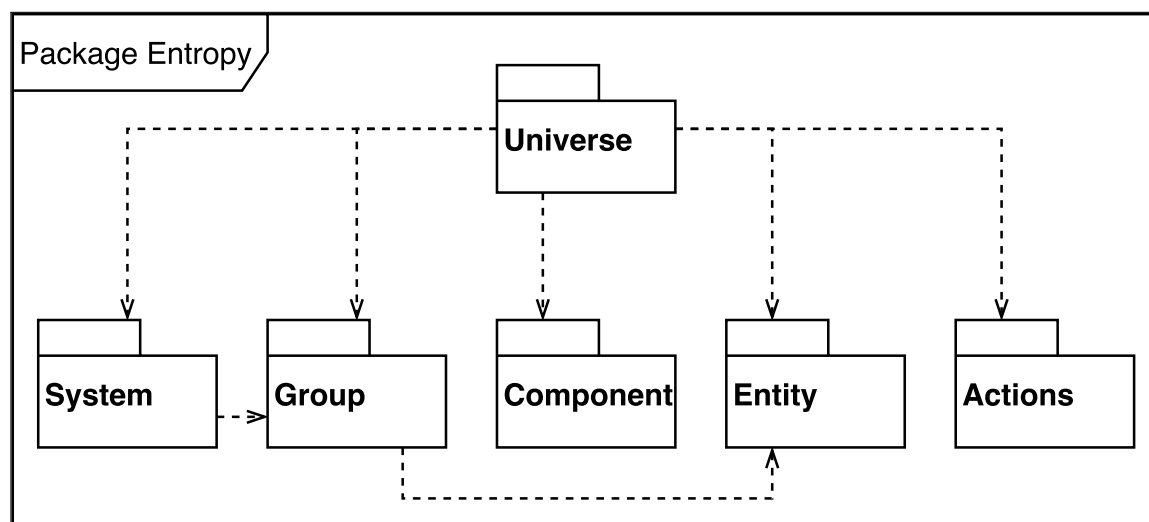 Package Entropy
Universe
System
Group
Component
Entity
Actions